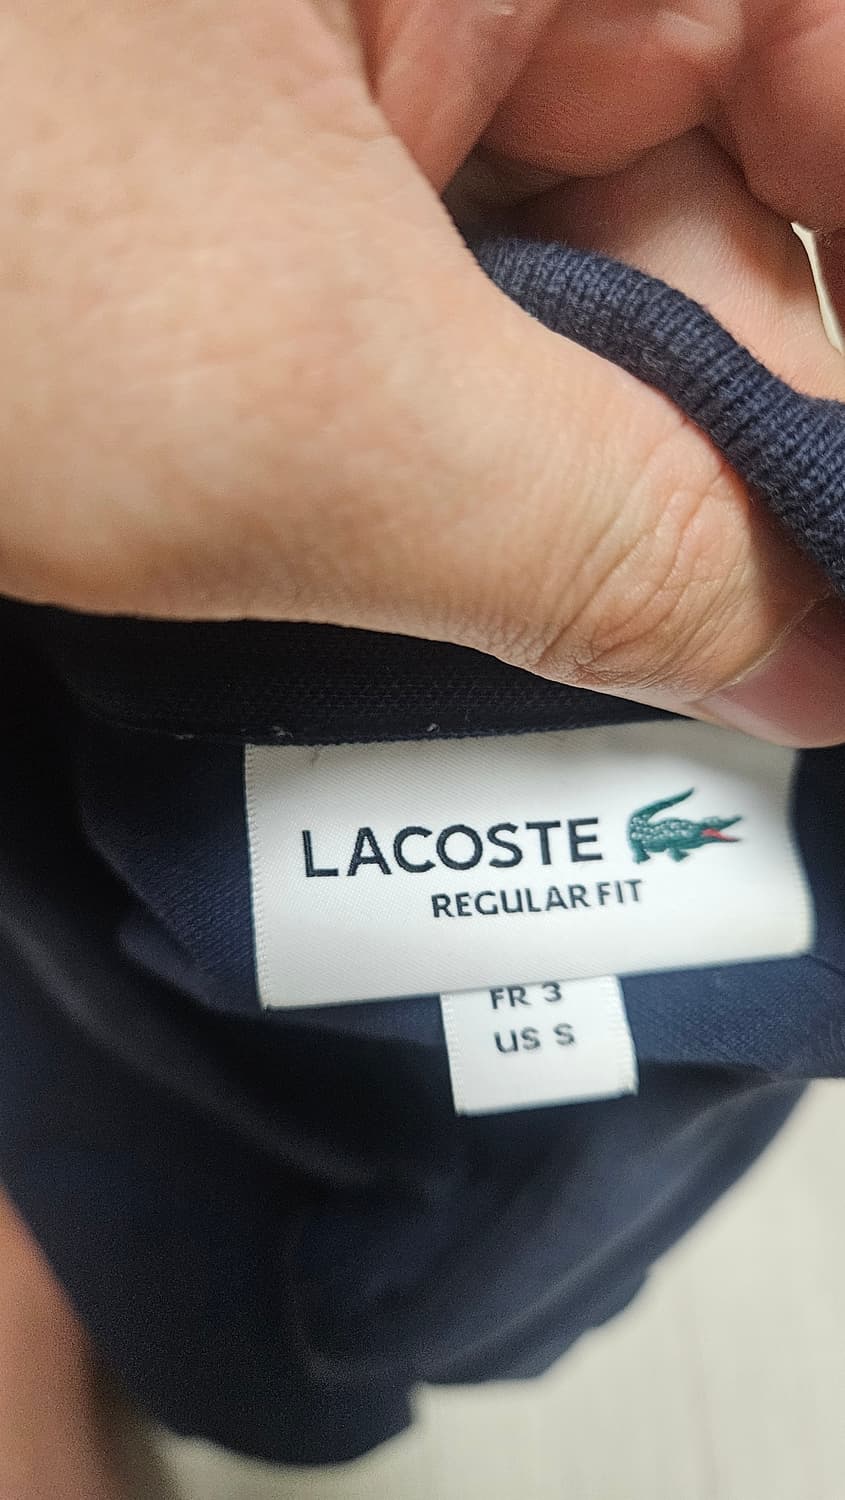 LACOSTE
REGULAR FIT
FR 3
US S